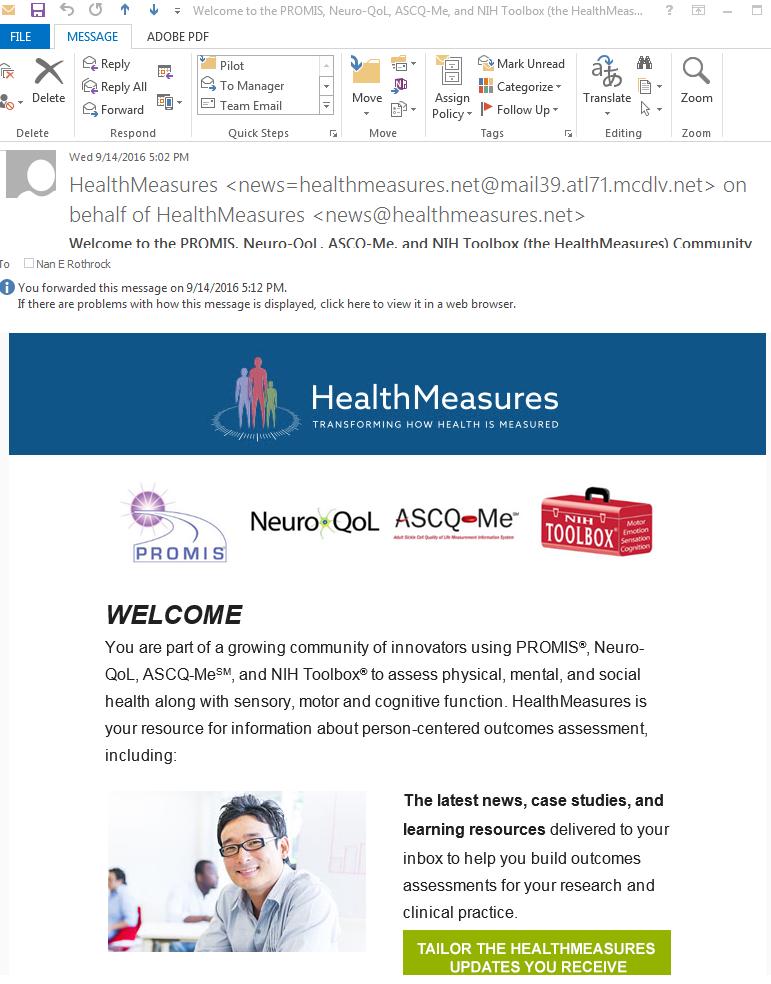 Welcome to the PROMIS, Neuro-QoL, ASCQ-Me, and NIH Toolbox (the HealthMeas...
?
FILE
MESSAGE
ADOBE PDF
Delete
Reply
Reply All
Forward
Pilot
To Manager
Team Email
Move
Assign
Policy
Mark Unread
Categorize
Follow Up
Translate
Zoom
Delete
Respond
Quick Steps
Move
Tags
Editing
Zoom
Wed 9/14/2016 5:02 PM
HealthMeasures <news=healthmeasures.net@mail39.atl71.mcdlv.net> on
behalf of HealthMeasures <news@healthmeasures.net>
Welcome to the PROMIS, Neuro-QoL, ASCQ-Me, and NIH Toolbox (the HealthMeasures) Community
To Nan E Rothrock
You forwarded this message on 9/14/2016 5:12 PM.
If there are problems with how this message is displayed, click here to view it in a web browser.
HealthMeasures
TRANSFORMING HOW HEALTH IS MEASURED
PROMIS
Neuro QoL
ASCQ-Me℠
Adult Sickle Cell Quality of Life Measurement Information System
NIH
TOOLBOX
Motor
Emotion
Sensation
Cognition
WELCOME
You are part of a growing community of innovators using PROMIS®, Neuro-
QoL, ASCQ-Me℠, and NIH Toolbox® to assess physical, mental, and social
health along with sensory, motor and cognitive function. HealthMeasures is
your resource for information about person-centered outcomes assessment,
including:
The latest news, case studies, and
learning resources delivered to your
inbox to help you build outcomes
assessments for your research and
clinical practice.
TAILOR THE HEALTHMEASURES
UPDATES YOU RECEIVE